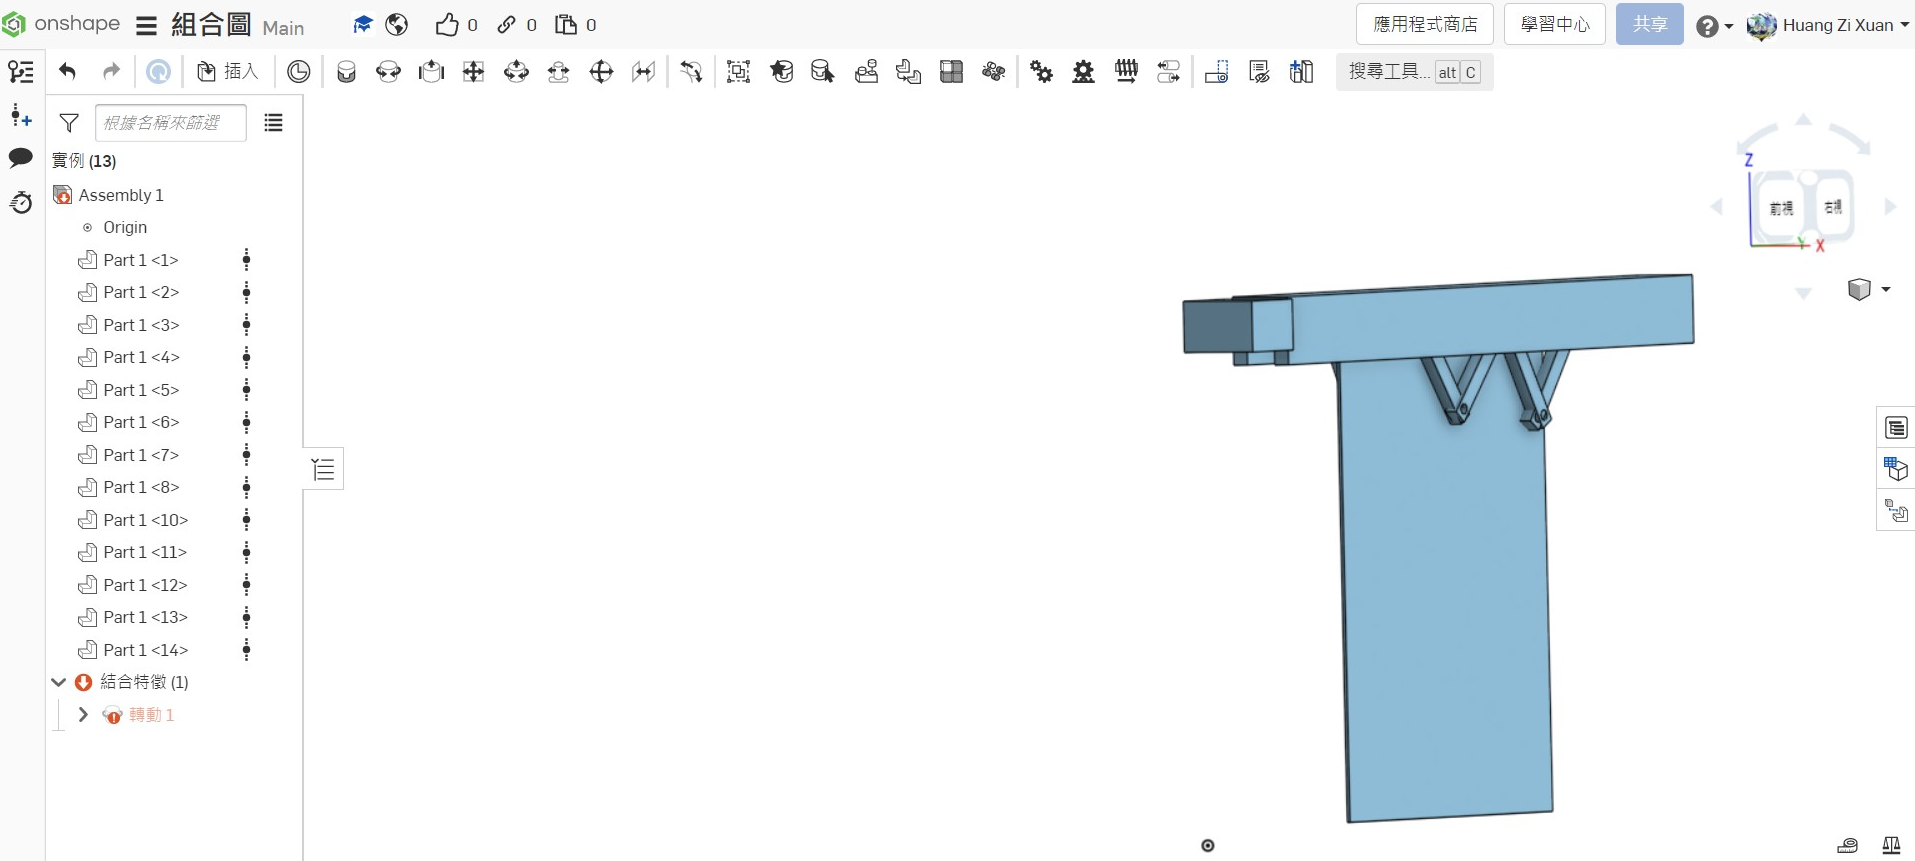 onshape 組合圖 Main 0 0 0 應用程式商店 學習中心 共享 Huang Zi Xuan
插入 搜尋工具... alt C
根據名稱來篩選
實例 (13)
Assembly 1
Origin
Part 1 <1>
Part 1 <2>
Part 1 <3>
Part 1 <4>
Part 1 <5>
Part 1 <6>
Part 1 <7>
Part 1 <8>
Part 1 <10>
Part 1 <11>
Part 1 <12>
Part 1 <13>
Part 1 <14>
結合特徵 (1)
轉動 1
Z
前視 右視
Y X